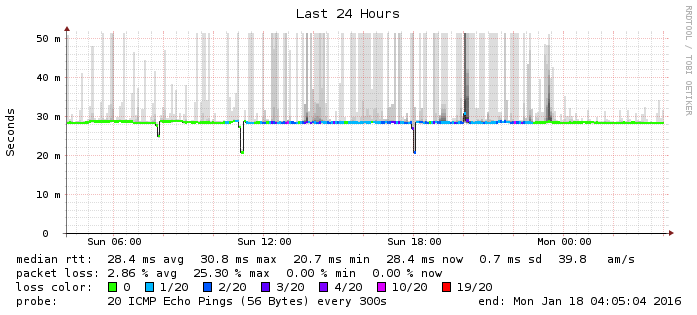 Last 24 Hours
RRDTOOL / TOBI OETIKER
Seconds
50 m
40 m
30 m
20 m
10 m
0
Sun 06:00 Sun 12:00 Sun 18:00 Mon 00:00
median rtt: 28.4 ms avg 30.8 ms max 20.7 ms min 28.4 ms now 0.7 ms sd 39.8 am/s
packet loss: 2.86 % avg 25.30 % max 0.00 % min 0.00 % now
loss color: 0 1/20 2/20 3/20 4/20 10/20 19/20
probe: 20 ICMP Echo Pings (56 Bytes) every 300s end: Mon Jan 18 04:05:04 2016